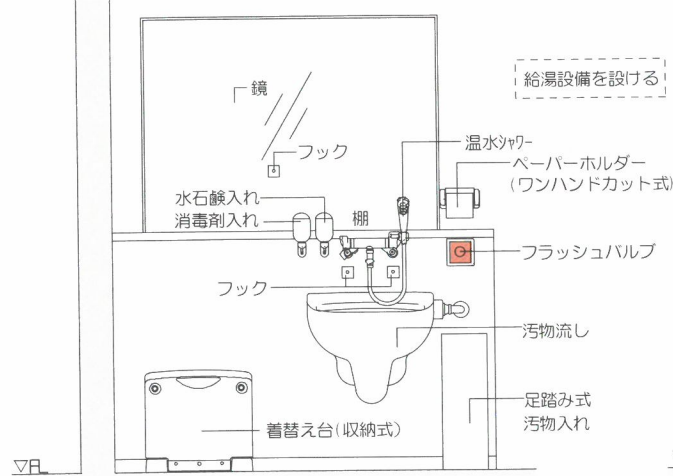 給湯設備を設ける
鏡
温水シャワー
フック
ペーパーホルダー
(ワンハンドカット式)
水石鹸入れ
消毒剤入れ
棚
フラッシュバルブ
フック
汚物流し
足踏み式
汚物入れ
着替え台(収納式)
▽FL